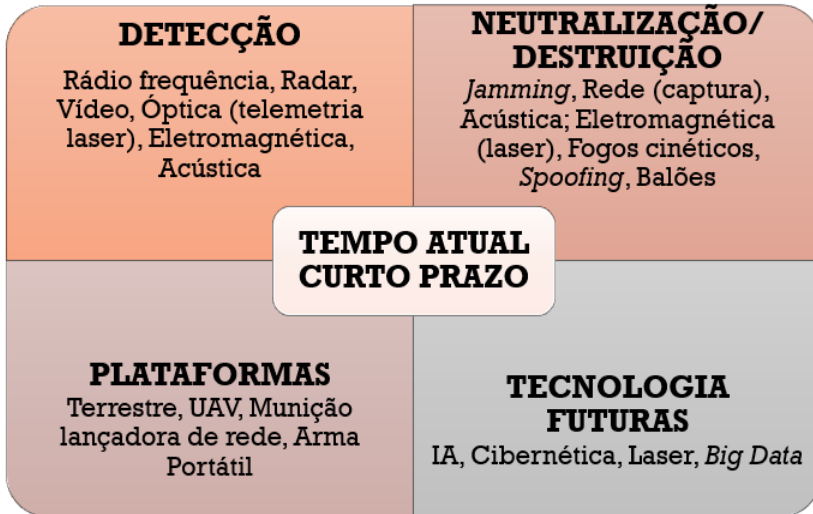 DETECÇÃO
Rádio frequência, Radar,
Vídeo, Óptica (telemetria
laser), Eletromagnética,
Acústica
NEUTRALIZAÇÃO/
DESTRUIÇÃO
Jamming, Rede (captura),
Acústica; Eletromagnética
(laser), Fogos cinéticos,
Spoofing, Balões
TEMPO ATUAL
CURTO PRAZO
PLATAFORMAS
Terrestre, UAV, Munição
lançadora de rede, Arma
Portátil
TECNOLOGIA
FUTURAS
IA, Cibernética, Laser, Big Data